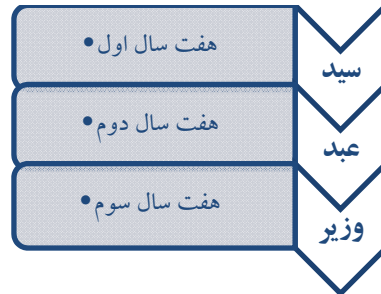 سید
هفت سال اول•
عبد
هفت سال دوم•
وزیر
هفت سال سوم•